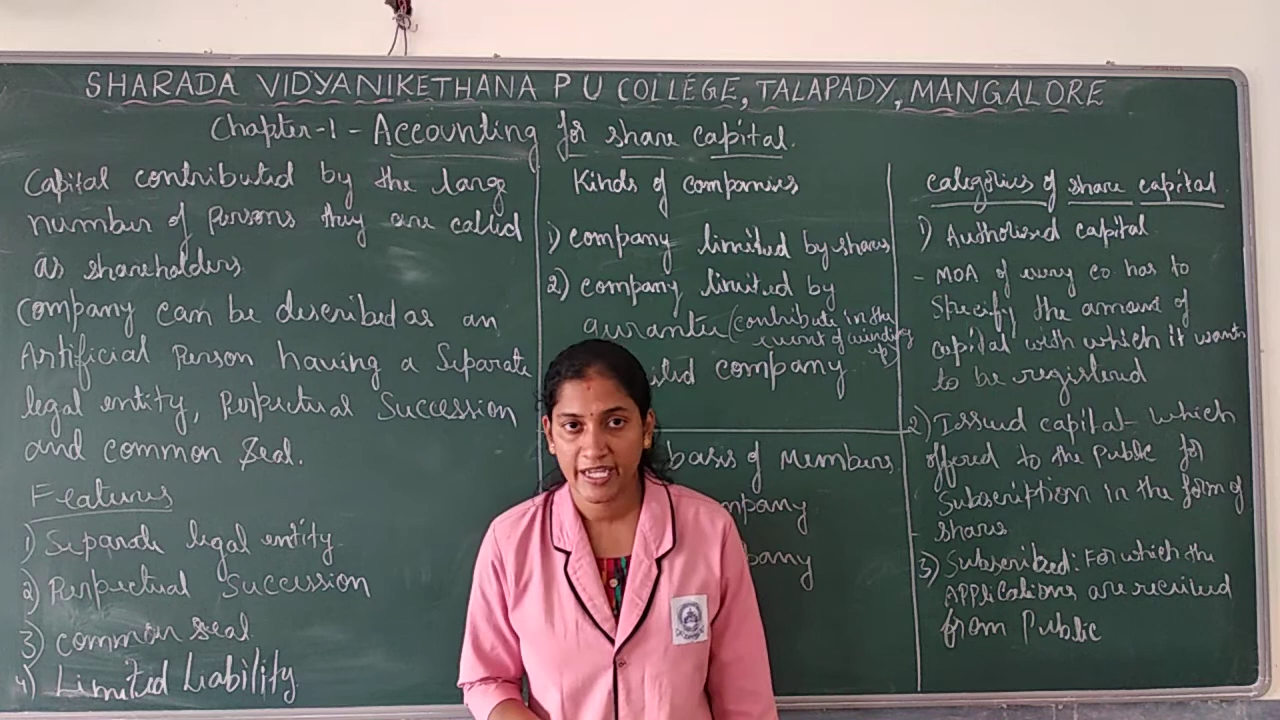 SHARADA VIDYANIKETHANA P U COLLEGE, TALAPADY, MANGALORE
Chapter-1 - Accounting for share capital.
Capital contributed by the large
number of Persons they are called
as shareholders
company can be described as an
Artificial Person having a Separate
legal entity, Perpectual Succession
and common Seal.
Features
1) Separate legal entity
2) Perpectual Succession
3) common seal
4) Limited Liability
Kinds of companies
1) company limited by shares
2) company limited by
gurantee (contribute in the
event of winding
up)
company
basis of Members
categories of share capital
1) Authorised capital
- MOA of every co has to
Specify the amount of
capital with which it wants
to be registered
2) Issued capital - which
offered to the public for
Subscription in the form of
shares
3) Subscribed: For which the
Applications are recieved
from Public